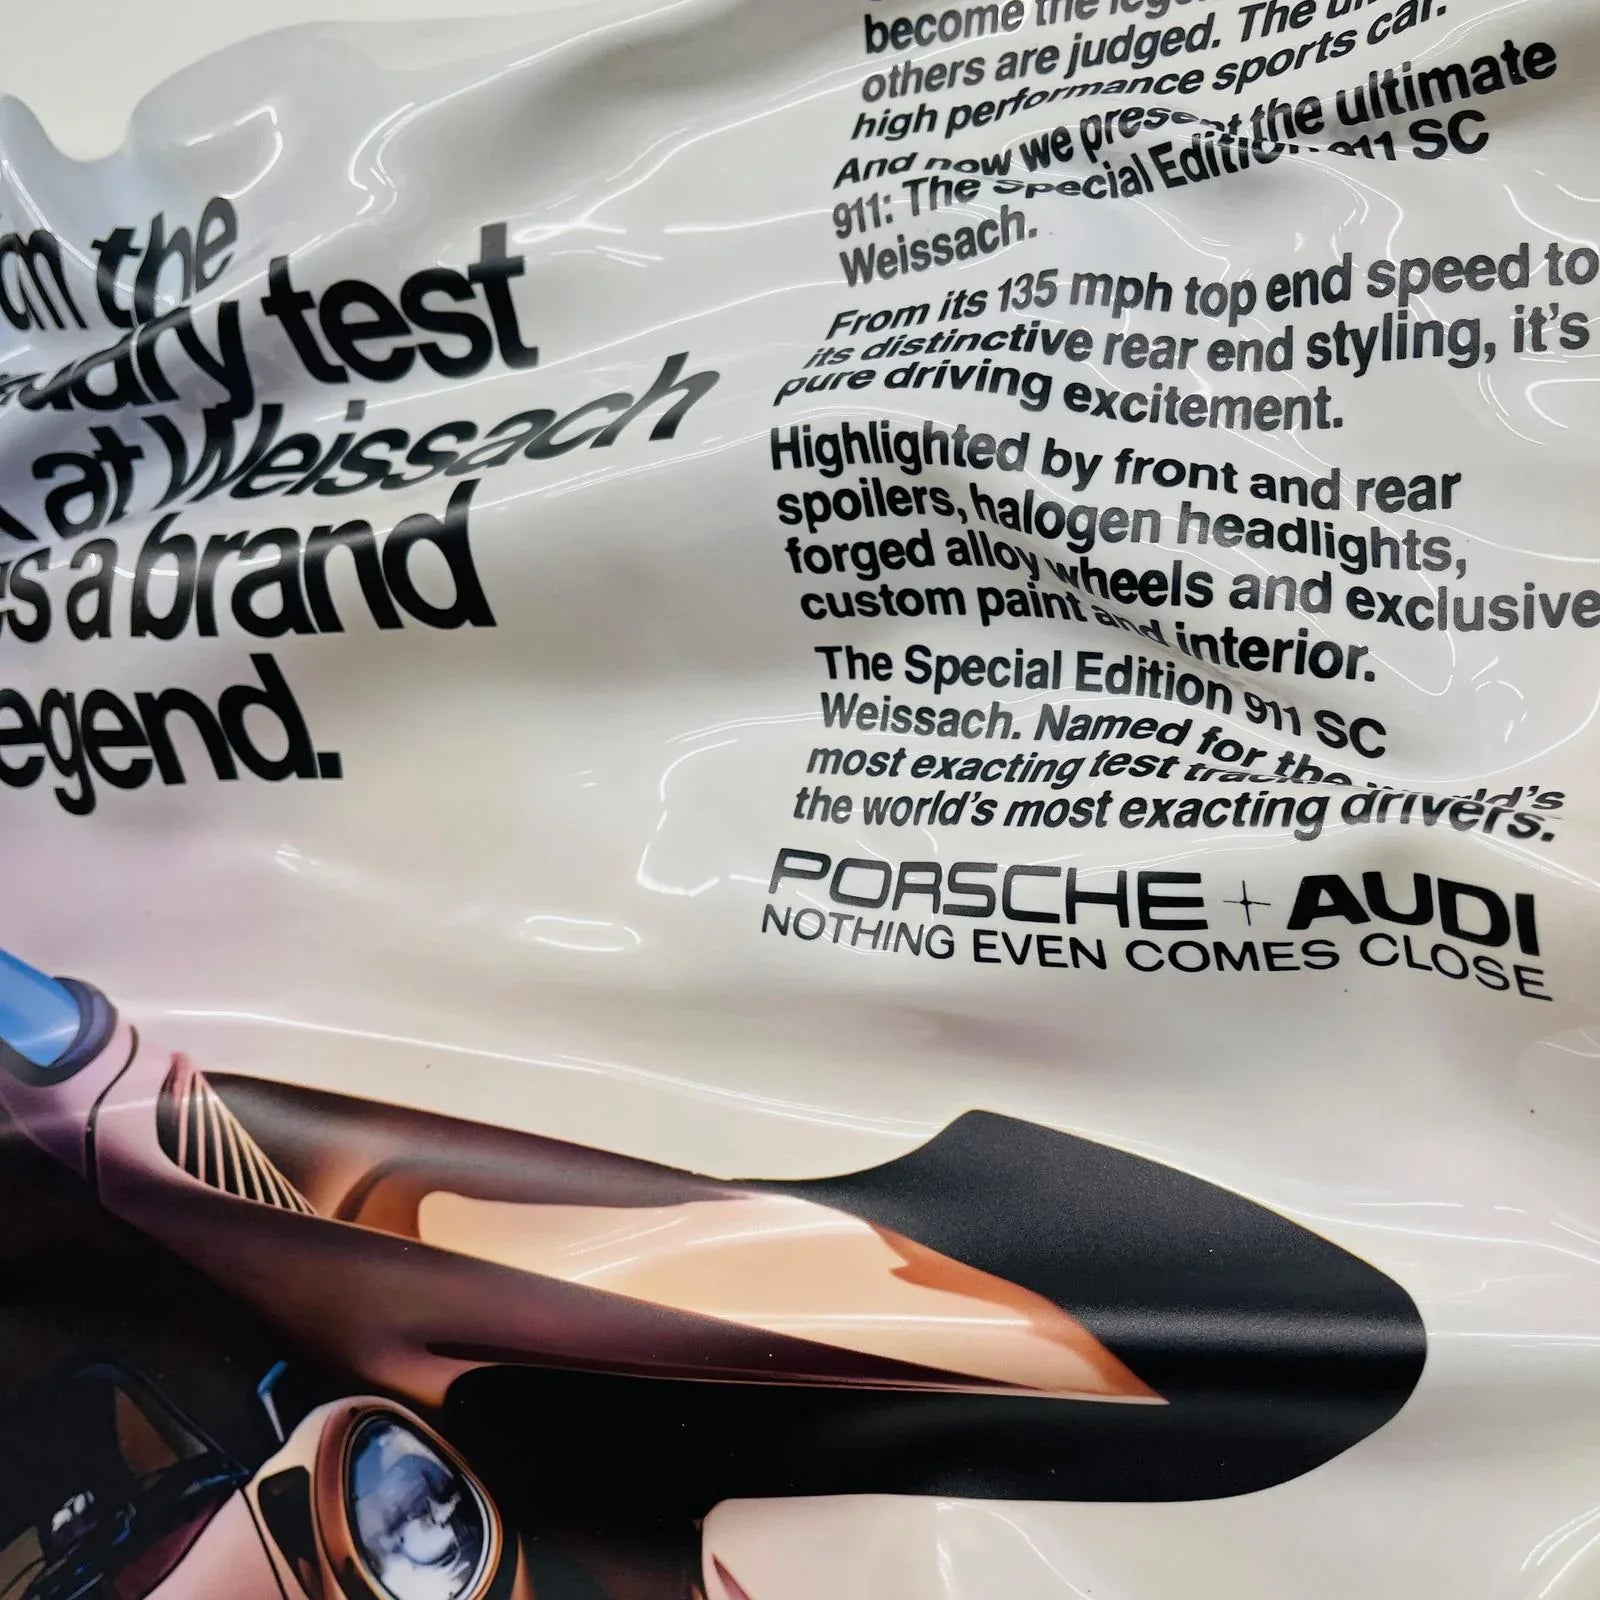 the
test
at Weissach
a brand
legend.
become the
others are judged. The
high performance sports car.
And now we present the ultimate
911: The Special Edition 911 SC
Weissach.
From its 135 mph top end speed to
its distinctive rear end styling, it's
pure driving excitement.
Highlighted by front and rear
spoilers, halogen headlights,
forged alloy wheels and exclusive
custom paint and interior.
The Special Edition 911 SC
Weissach. Named for the world's
most exacting test
the world's most exacting drivers.
PORSCHE + AUDI
NOTHING EVEN COMES CLOSE